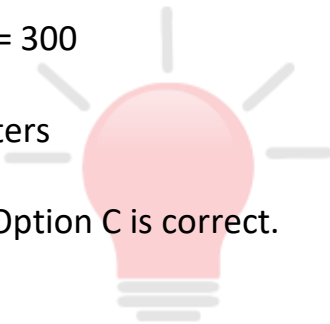 = 300
ters
Option C is correct.